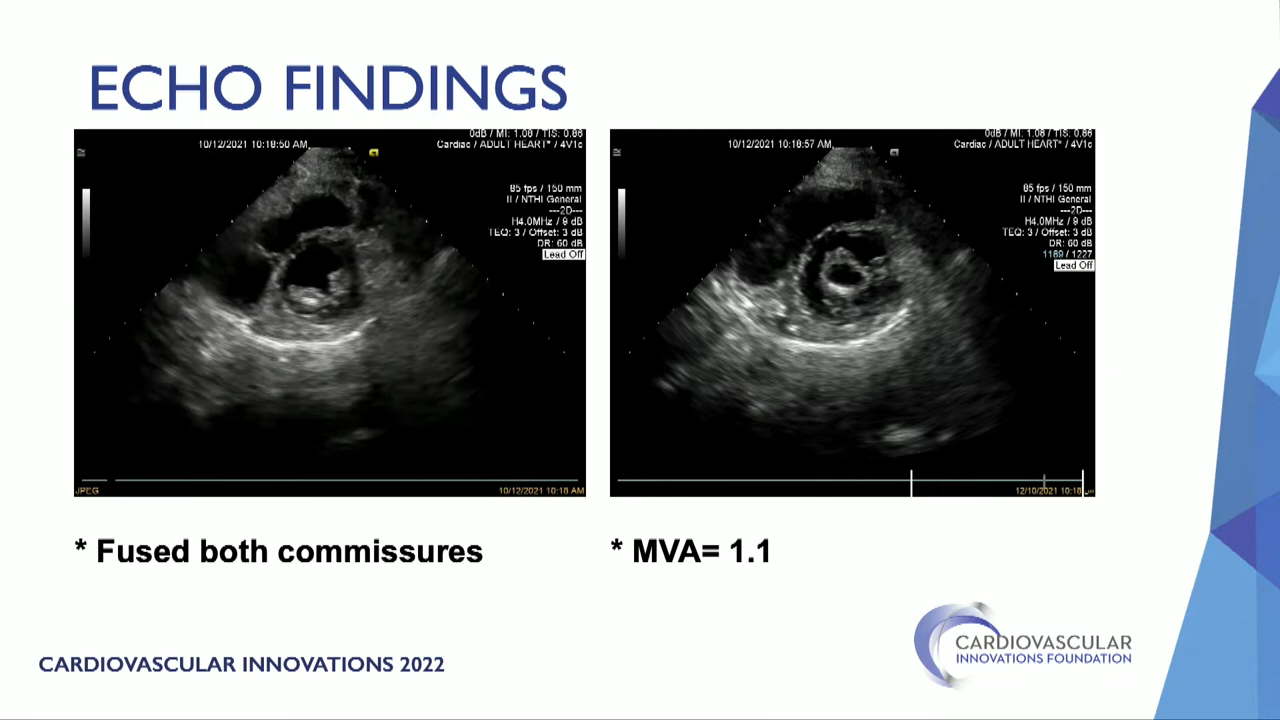 ECHO FINDINGS
0dB / MI: 1.08 / TIS: 0.86
10/12/2021 10:18:50 AM
Cardiac / ADULT HEART* / 4V1c
85 fps / 150 mm
II / NTHI General
---2D---
H4.0MHz / 9 dB
TEQ: 3 / Offset: 3 dB
DR: 60 dB
Lead Off
JPEG
10/12/2021 10:18 AM
0dB / MI: 1.08 / TIS: 0.86
10/12/2021 10:18:57 AM
Cardiac / ADULT HEART* / 4V1c
85 fps / 150 mm
II / NTHI General
---2D---
H4.0MHz / 9 dB
TEQ: 3 / Offset: 3 dB
DR: 60 dB
1189 / 1227
Lead Off
12/10/2021 10:18
* Fused both commissures
* MVA= 1.1
CARDIOVASCULAR
INNOVATIONS FOUNDATION
CARDIOVASCULAR INNOVATIONS 2022